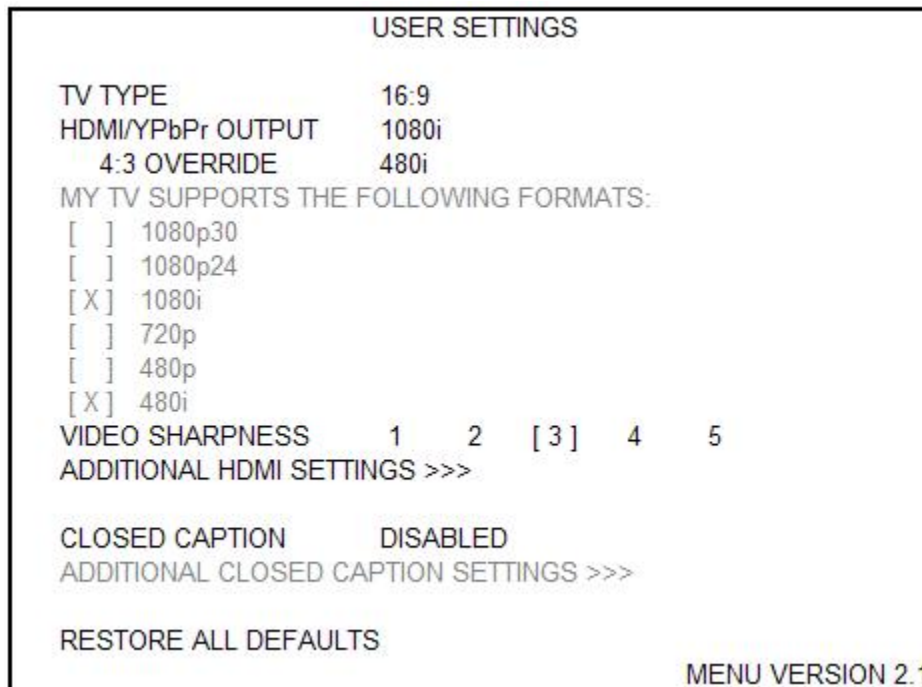 USER SETTINGS
TV TYPE 16:9
HDMI/YPbPr OUTPUT 1080i
4:3 OVERRIDE 480i
MY TV SUPPORTS THE FOLLOWING FORMATS:
[ ] 1080p30
[ ] 1080p24
[ X ] 1080i
[ ] 720p
[ ] 480p
[ X ] 480i
VIDEO SHARPNESS 1 2 [ 3 ] 4 5
ADDITIONAL HDMI SETTINGS >>>
CLOSED CAPTION DISABLED
ADDITIONAL CLOSED CAPTION SETTINGS >>>
RESTORE ALL DEFAULTS
MENU VERSION 2.1